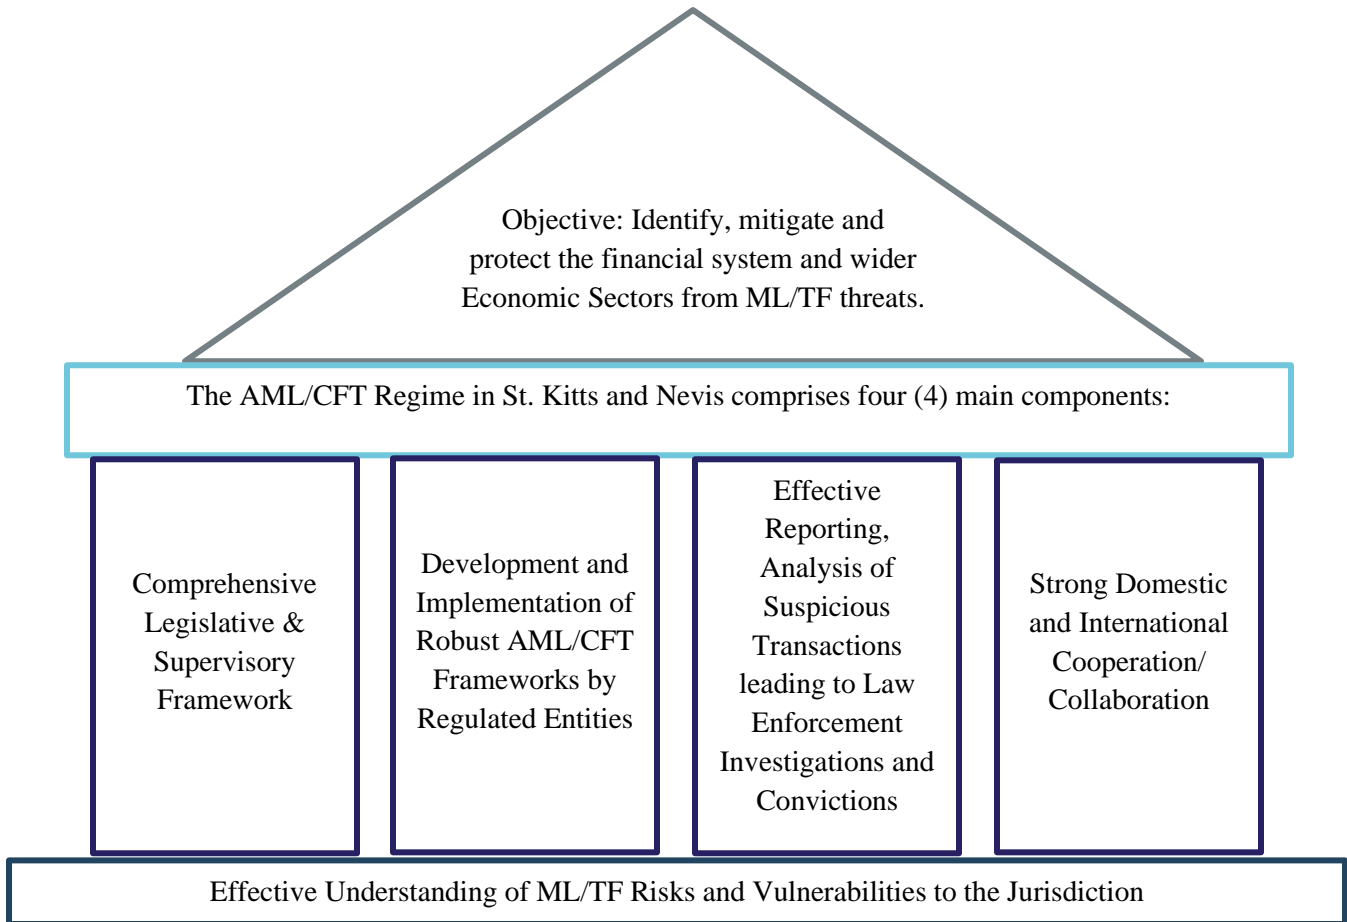 Objective: Identify, mitigate and
protect the financial system and wider
Economic Sectors from ML/TF threats.
The AML/CFT Regime in St. Kitts and Nevis comprises four (4) main components:
Comprehensive
Legislative &
Supervisory
Framework
Development and
Implementation of
Robust AML/CFT
Frameworks by
Regulated Entities
Effective
Reporting,
Analysis of
Suspicious
Transactions
leading to Law
Enforcement
Investigations and
Convictions
Strong Domestic
and International
Cooperation/
Collaboration
Effective Understanding of ML/TF Risks and Vulnerabilities to the Jurisdiction